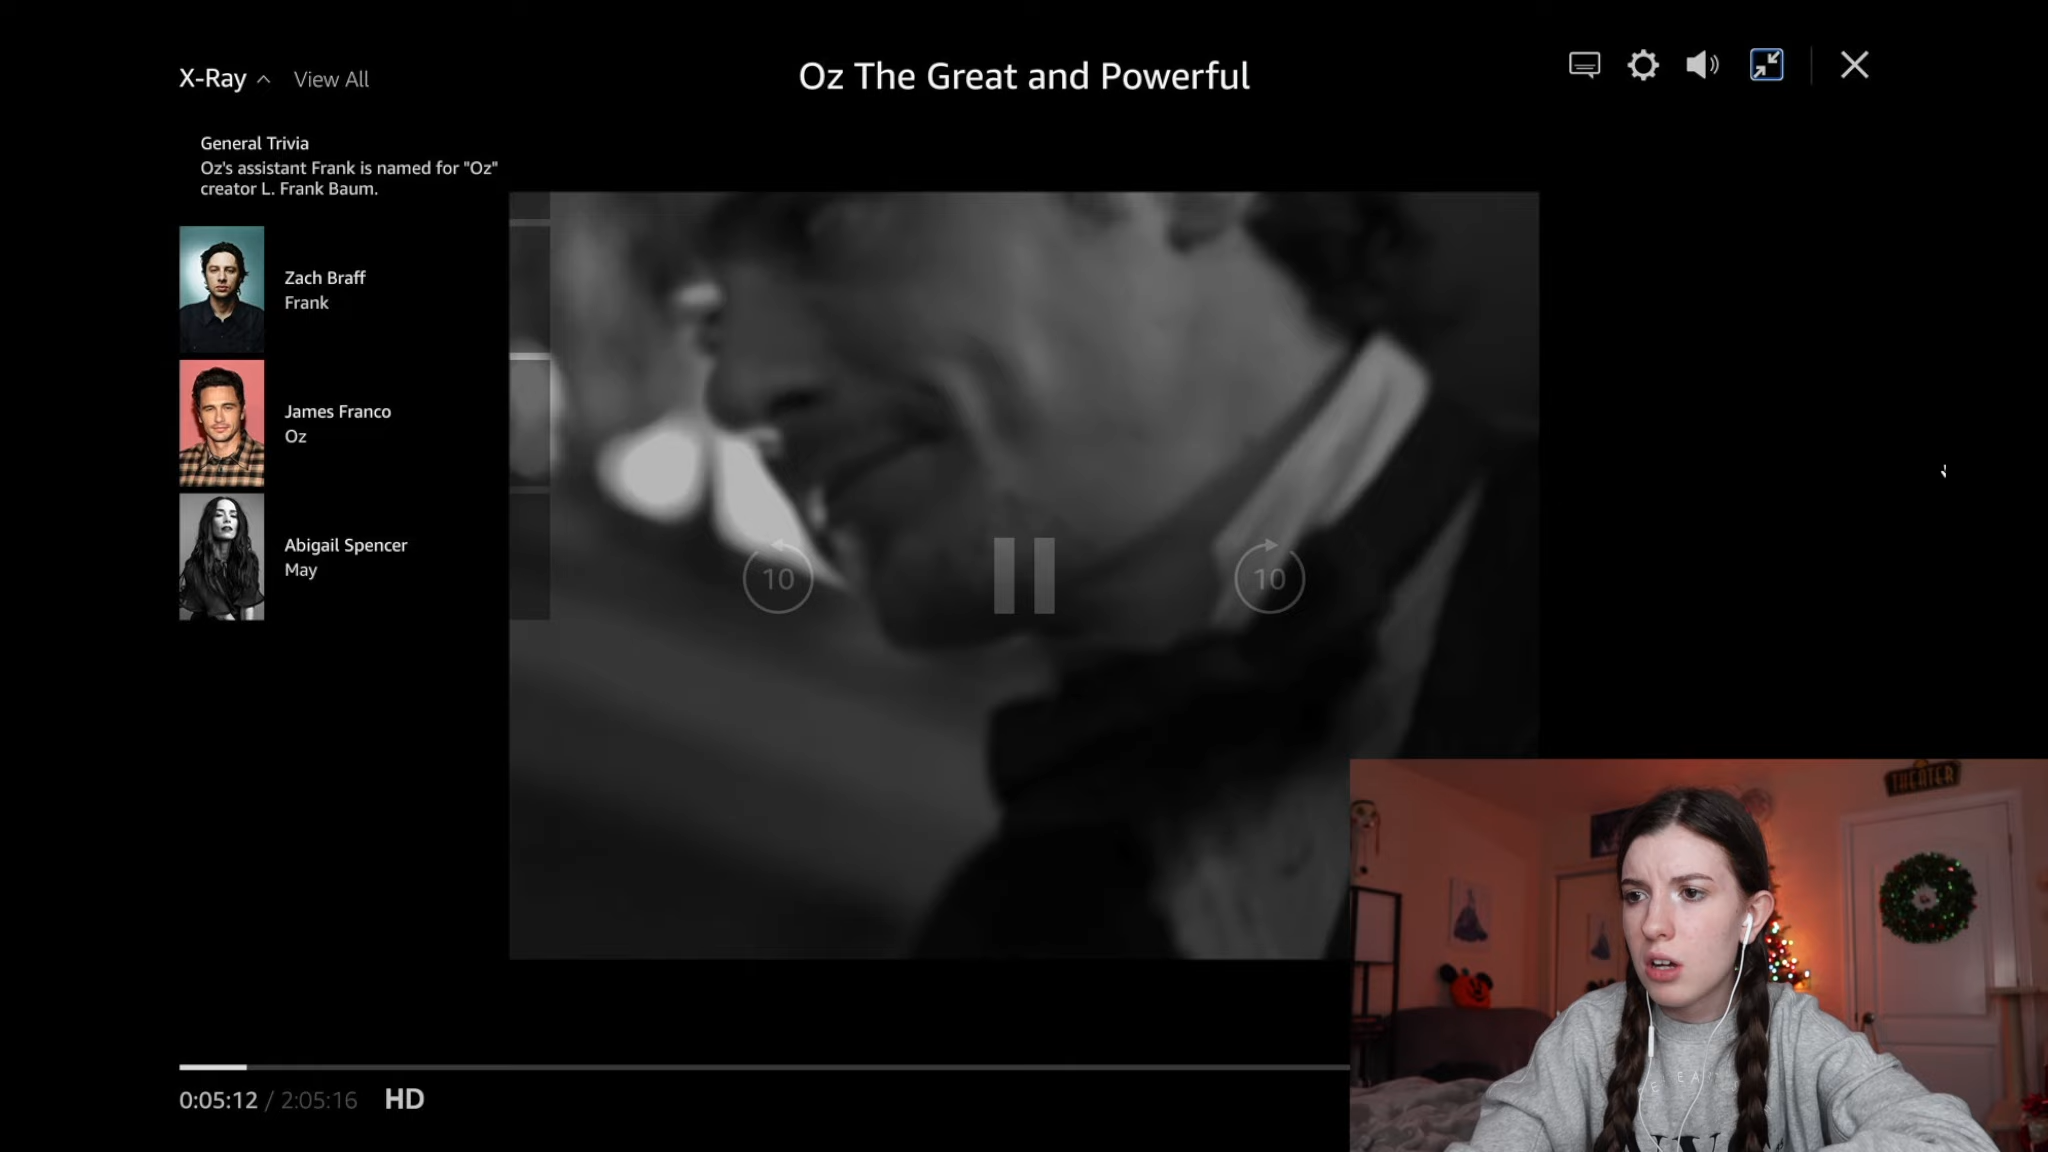 X-Ray View All
Oz The Great and Powerful
General Trivia
Oz's assistant Frank is named for "Oz"
creator L. Frank Baum.
Zach Braff
Frank
James Franco
Oz
Abigail Spencer
May
10
10
THEATER
0:05:12 / 2:05:16 HD